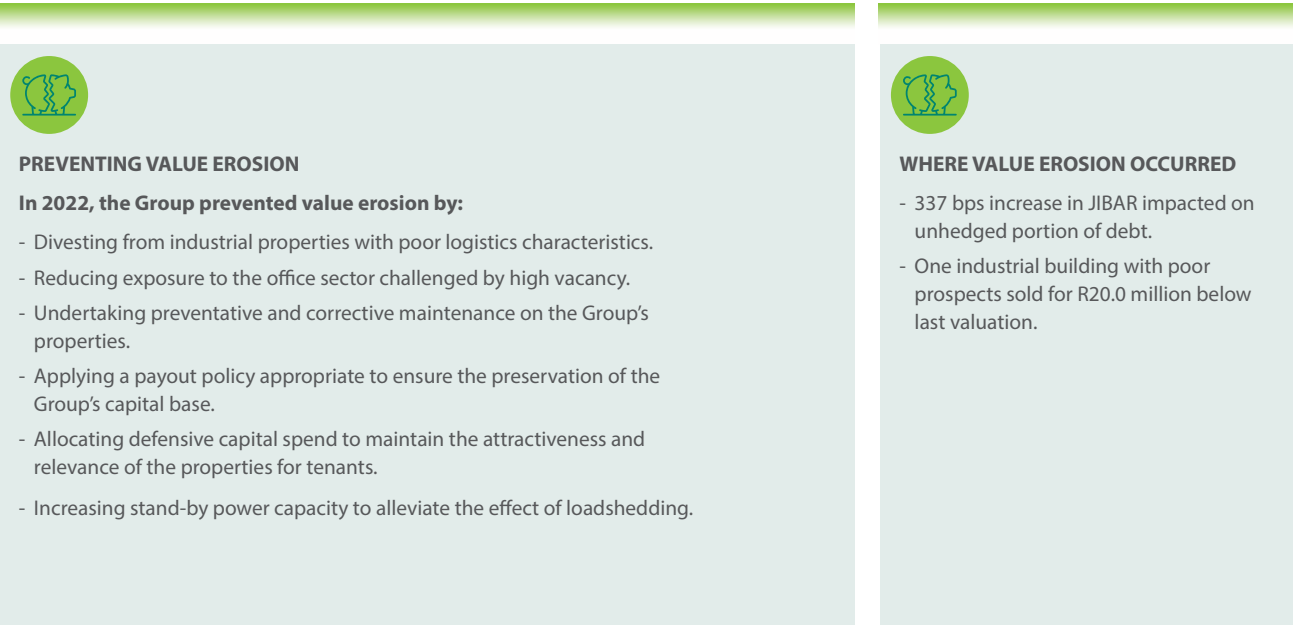 PREVENTING VALUE EROSION
In 2022, the Group prevented value erosion by:
- Divesting from industrial properties with poor logistics characteristics.
- Reducing exposure to the office sector challenged by high vacancy.
- Undertaking preventative and corrective maintenance on the Group’s
properties.
- Applying a payout policy appropriate to ensure the preservation of the
Group’s capital base.
- Allocating defensive capital spend to maintain the attractiveness and
relevance of the properties for tenants.
- Increasing stand-by power capacity to alleviate the effect of loadshedding.
WHERE VALUE EROSION OCCURRED
- 337 bps increase in JIBAR impacted on
unhedged portion of debt.
- One industrial building with poor
prospects sold for R20.0 million below
last valuation.